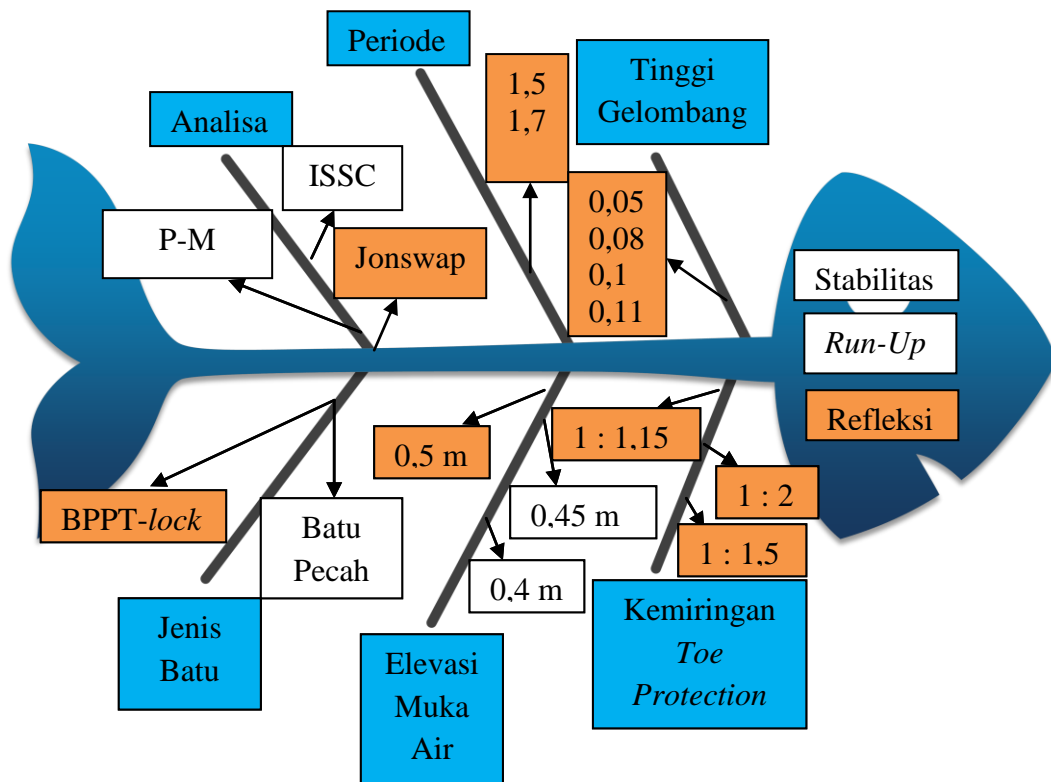 Periode
1,5
1,7
Tinggi
Gelombang
Analisa
ISSC
P-M
Jonswap
0,05
0,08
0,1
0,11
Stabilitas
Run-Up
Refleksi
BPPT-lock
Batu
Pecah
0,5 m
1 : 1,15
0,45 m
0,4 m
1 : 2
1 : 1,5
Jenis
Batu
Elevasi
Muka
Air
Kemiringan
Toe
Protection